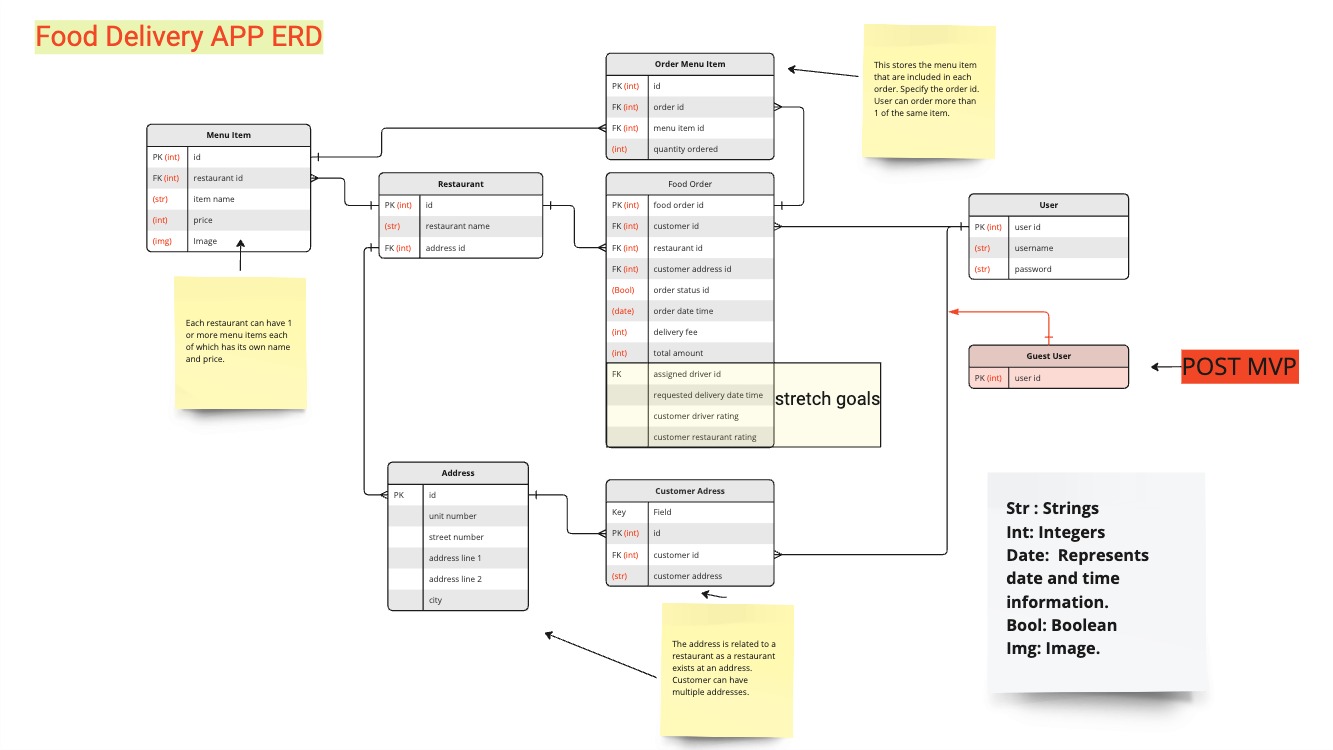 Food Delivery APP ERD
Order Menu Item
PK (int) id
FK (int) order id
FK (int) menu item id
(int) quantity ordered
This stores the menu item
that are included in each
order. Specify the order id.
User can order more than
1 of the same item.
Menu Item
PK (int) id
FK (int) restaurant id
(str) item name
(int) price
(img) Image
Each restaurant can have 1
or more menu items each
of which has its own name
and price.
Restaurant
PK (int) id
(str) restaurant name
FK (int) address id
Food Order
PK (int) food order id
FK (int) customer id
FK (int) restaurant id
FK (int) customer address id
(Bool) order status id
(date) order date time
(int) delivery fee
(int) total amount
FK assigned driver id
requested delivery date time
customer driver rating
customer restaurant rating
stretch goals
User
PK (int) user id
(str) username
(str) password
Guest User
PK (int) user id
POST MVP
Address
PK id
unit number
street number
address line 1
address line 2
city
Customer Adress
Key Field
PK (int) id
FK (int) customer id
(str) customer address
The address is related to a
restaurant as a restaurant
exists at an address.
Customer can have
multiple addresses.
Str : Strings
Int: Integers
Date: Represents
date and time
information.
Bool: Boolean
Img: Image.